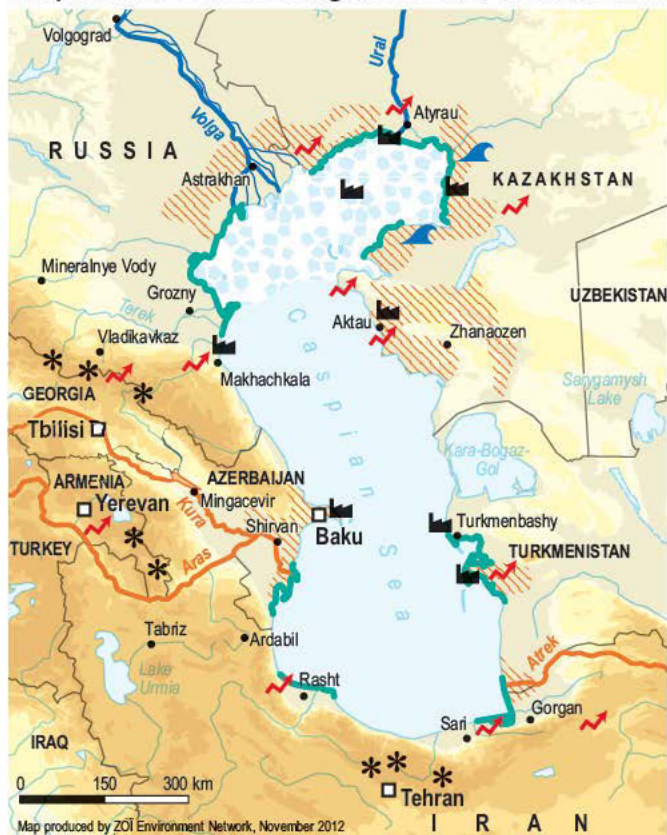 Volgograd
Ural
Volga
Atyrau
RUSSIA
Astrakhan
KAZAKHSTAN
Mineralnye Vody
Grozny
UZBEKISTAN
Terek
Aktau
Zhanaozen
Vladikavkaz
Makhachkala
Caspian Sea
Sarygamysh
Lake
GEORGIA
Tbilisi
Kara-Bogaz-
Gol
ARMENIA
AZERBAIJAN
Yerevan
Kura
Mingacevir
Shirvan
Baku
Turkmenbashy
TURKEY
Aras
TURKMENISTAN
Tabriz
Ardabil
Atrek
Lake
Urmia
Rasht
Gorgan
Sari
IRAQ
0 150 300 km
Tehran
Map produced by ZOÏ Environment Network, November 2012
IRAN